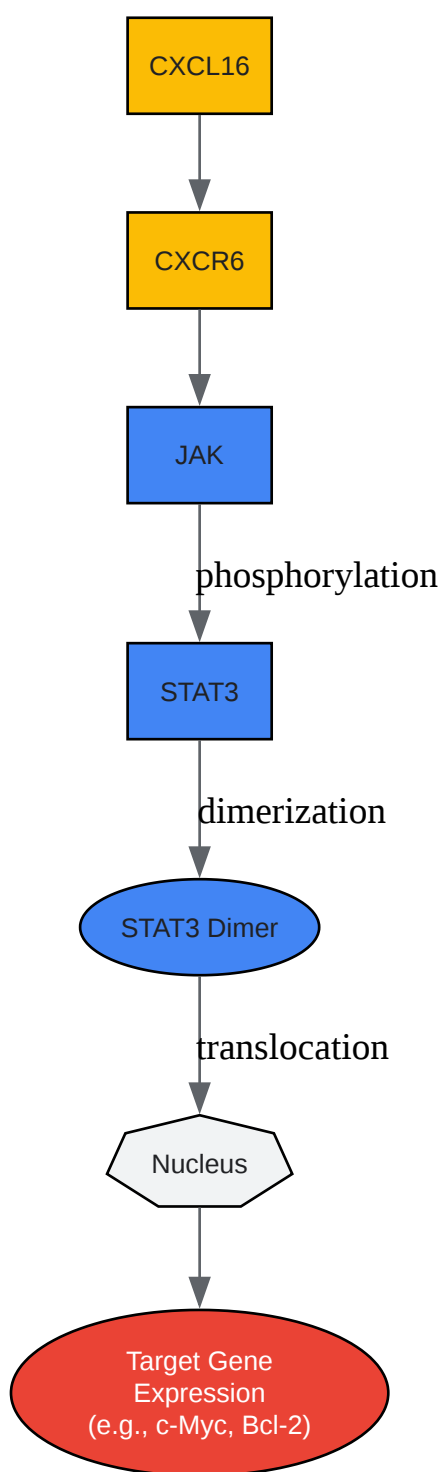 CXCL16
CXCR6
JAK
phosphorylation
STAT3
dimerization
STAT3 Dimer
translocation
Nucleus
Target Gene
Expression
(e.g., c-Myc, Bcl-2)